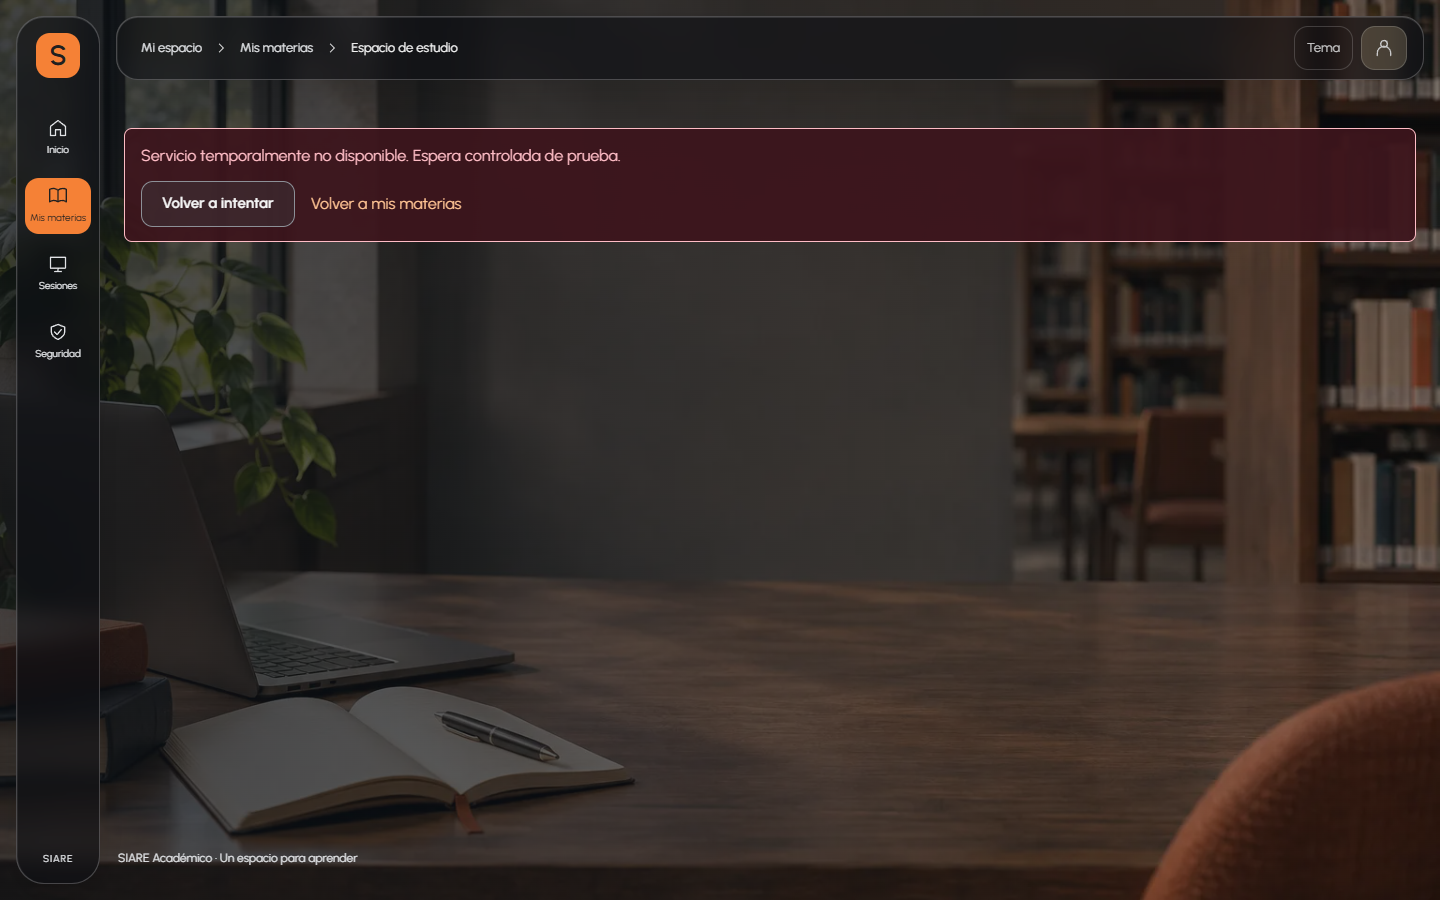 S
Mi espacio > Mis materias > Espacio de estudio
Tema
Inicio
Mis materias
Sesiones
Seguridad
Servicio temporalmente no disponible. Espera controlada de prueba.
Volver a intentar
Volver a mis materias
SIARE
SIARE Académico · Un espacio para aprender